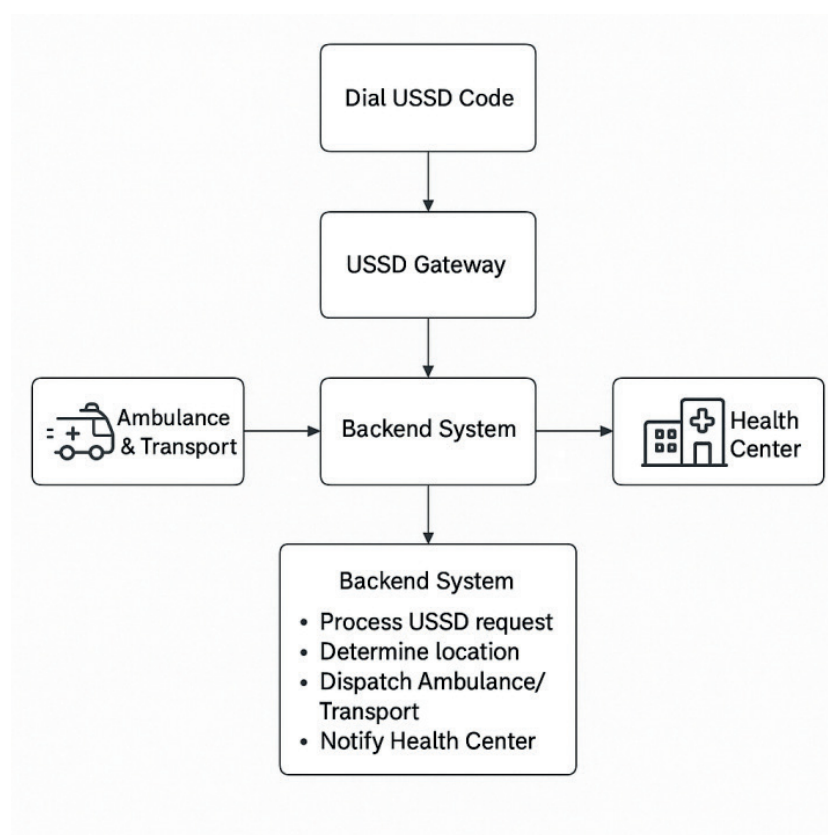 Dial USSD Code
USSD Gateway
Ambulance
& Transport
Backend System
Health
Center
Backend System
• Process USSD request
• Determine location
• Dispatch Ambulance/
Transport
• Notify Health Center